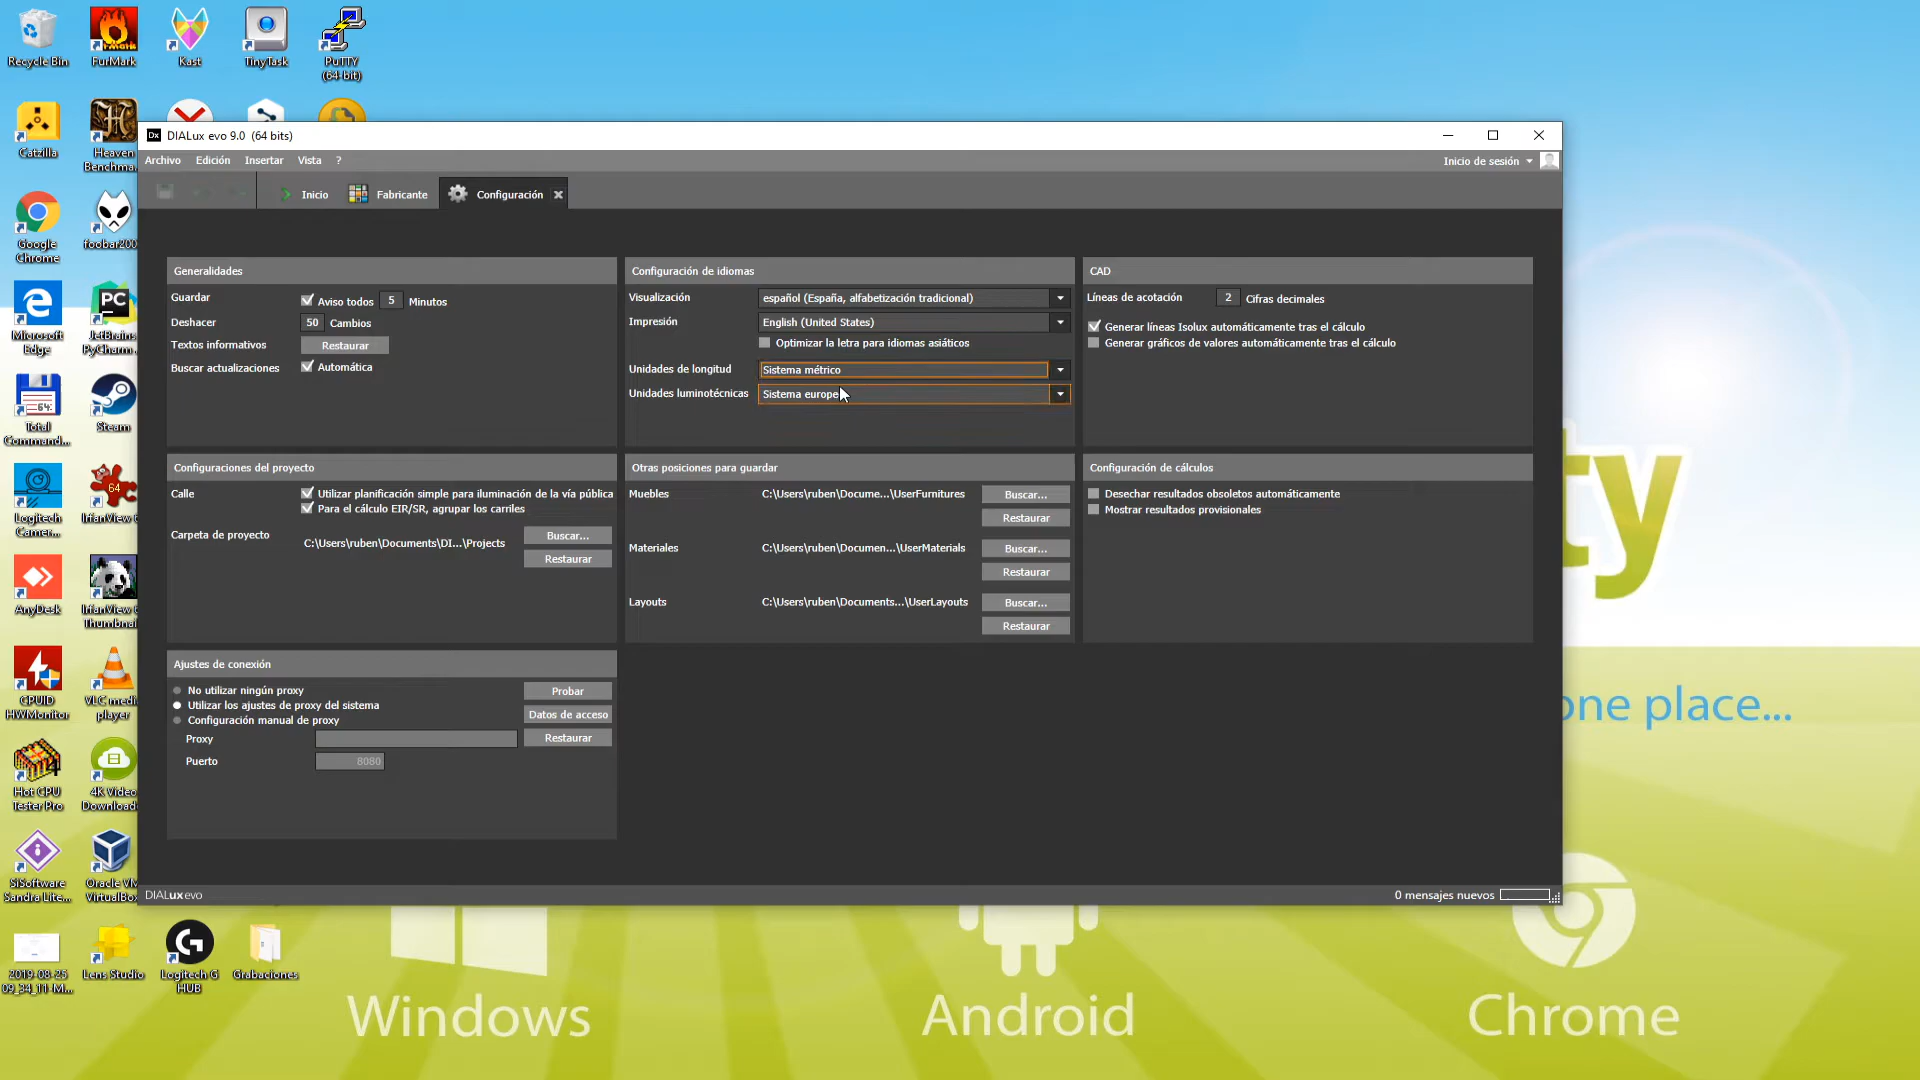 Recycle Bin
FurMark
Kast
TinyTask
PuTTY
(64-bit)
Catzilla
Heaven
Benchma...
DIALux evo 9.0 (64 bits)
Archivo Edición Insertar Vista ?
Inicio de sesión
Inicio Fabricante Configuración
Google
Chrome
foobar200
Microsoft
Edge
JetBrains
PyCharm...
Total
Command...
Steam
Logitech
Camer...
IrfanView 6
AnyDesk
IrfanView 6
Thumbnai
CPUID
HWMonitor
VLC medi
player
Hot CPU
Tester Pro
4K Video
Download
SiSoftware
Sandra Lite...
Oracle VM
VirtualBox
2019-08-25
09_34_11-M...
Lens Studio
Logitech G
HUB
Grabaciones
Generalidades
Guardar Aviso todos 5 Minutos
Deshacer 50 Cambios
Textos informativos Restaurar
Buscar actualizaciones Automática
Configuración de idiomas
Visualización español (España, alfabetización tradicional)
Impresión English (United States)
Optimizar la letra para idiomas asiáticos
Unidades de longitud Sistema métrico
Unidades luminotécnicas Sistema europe
CAD
Líneas de acotación 2 Cifras decimales
Generar líneas Isolux automáticamente tras el cálculo
Generar gráficos de valores automáticamente tras el cálculo
Configuraciones del proyecto
Calle Utilizar planificación simple para iluminación de la vía pública
Para el cálculo EIR/SR, agrupar los carriles
Carpeta de proyecto C:\Users\ruben\Documents\DI...\Projects Buscar...
Restaurar
Otras posiciones para guardar
Muebles C:\Users\ruben\Docume...\UserFurnitures Buscar...
Restaurar
Materiales C:\Users\ruben\Documen...\UserMaterials Buscar...
Restaurar
Layouts C:\Users\ruben\Documents...\UserLayouts Buscar...
Restaurar
Configuración de cálculos
Desechar resultados obsoletos automáticamente
Mostrar resultados provisionales
Ajustes de conexión
No utilizar ningún proxy Probar
Utilizar los ajustes de proxy del sistema
Configuración manual de proxy Datos de acceso
Proxy Restaurar
Puerto 8080
DIALux evo
0 mensajes nuevos
ty
one place...
Windows
Android
Chrome